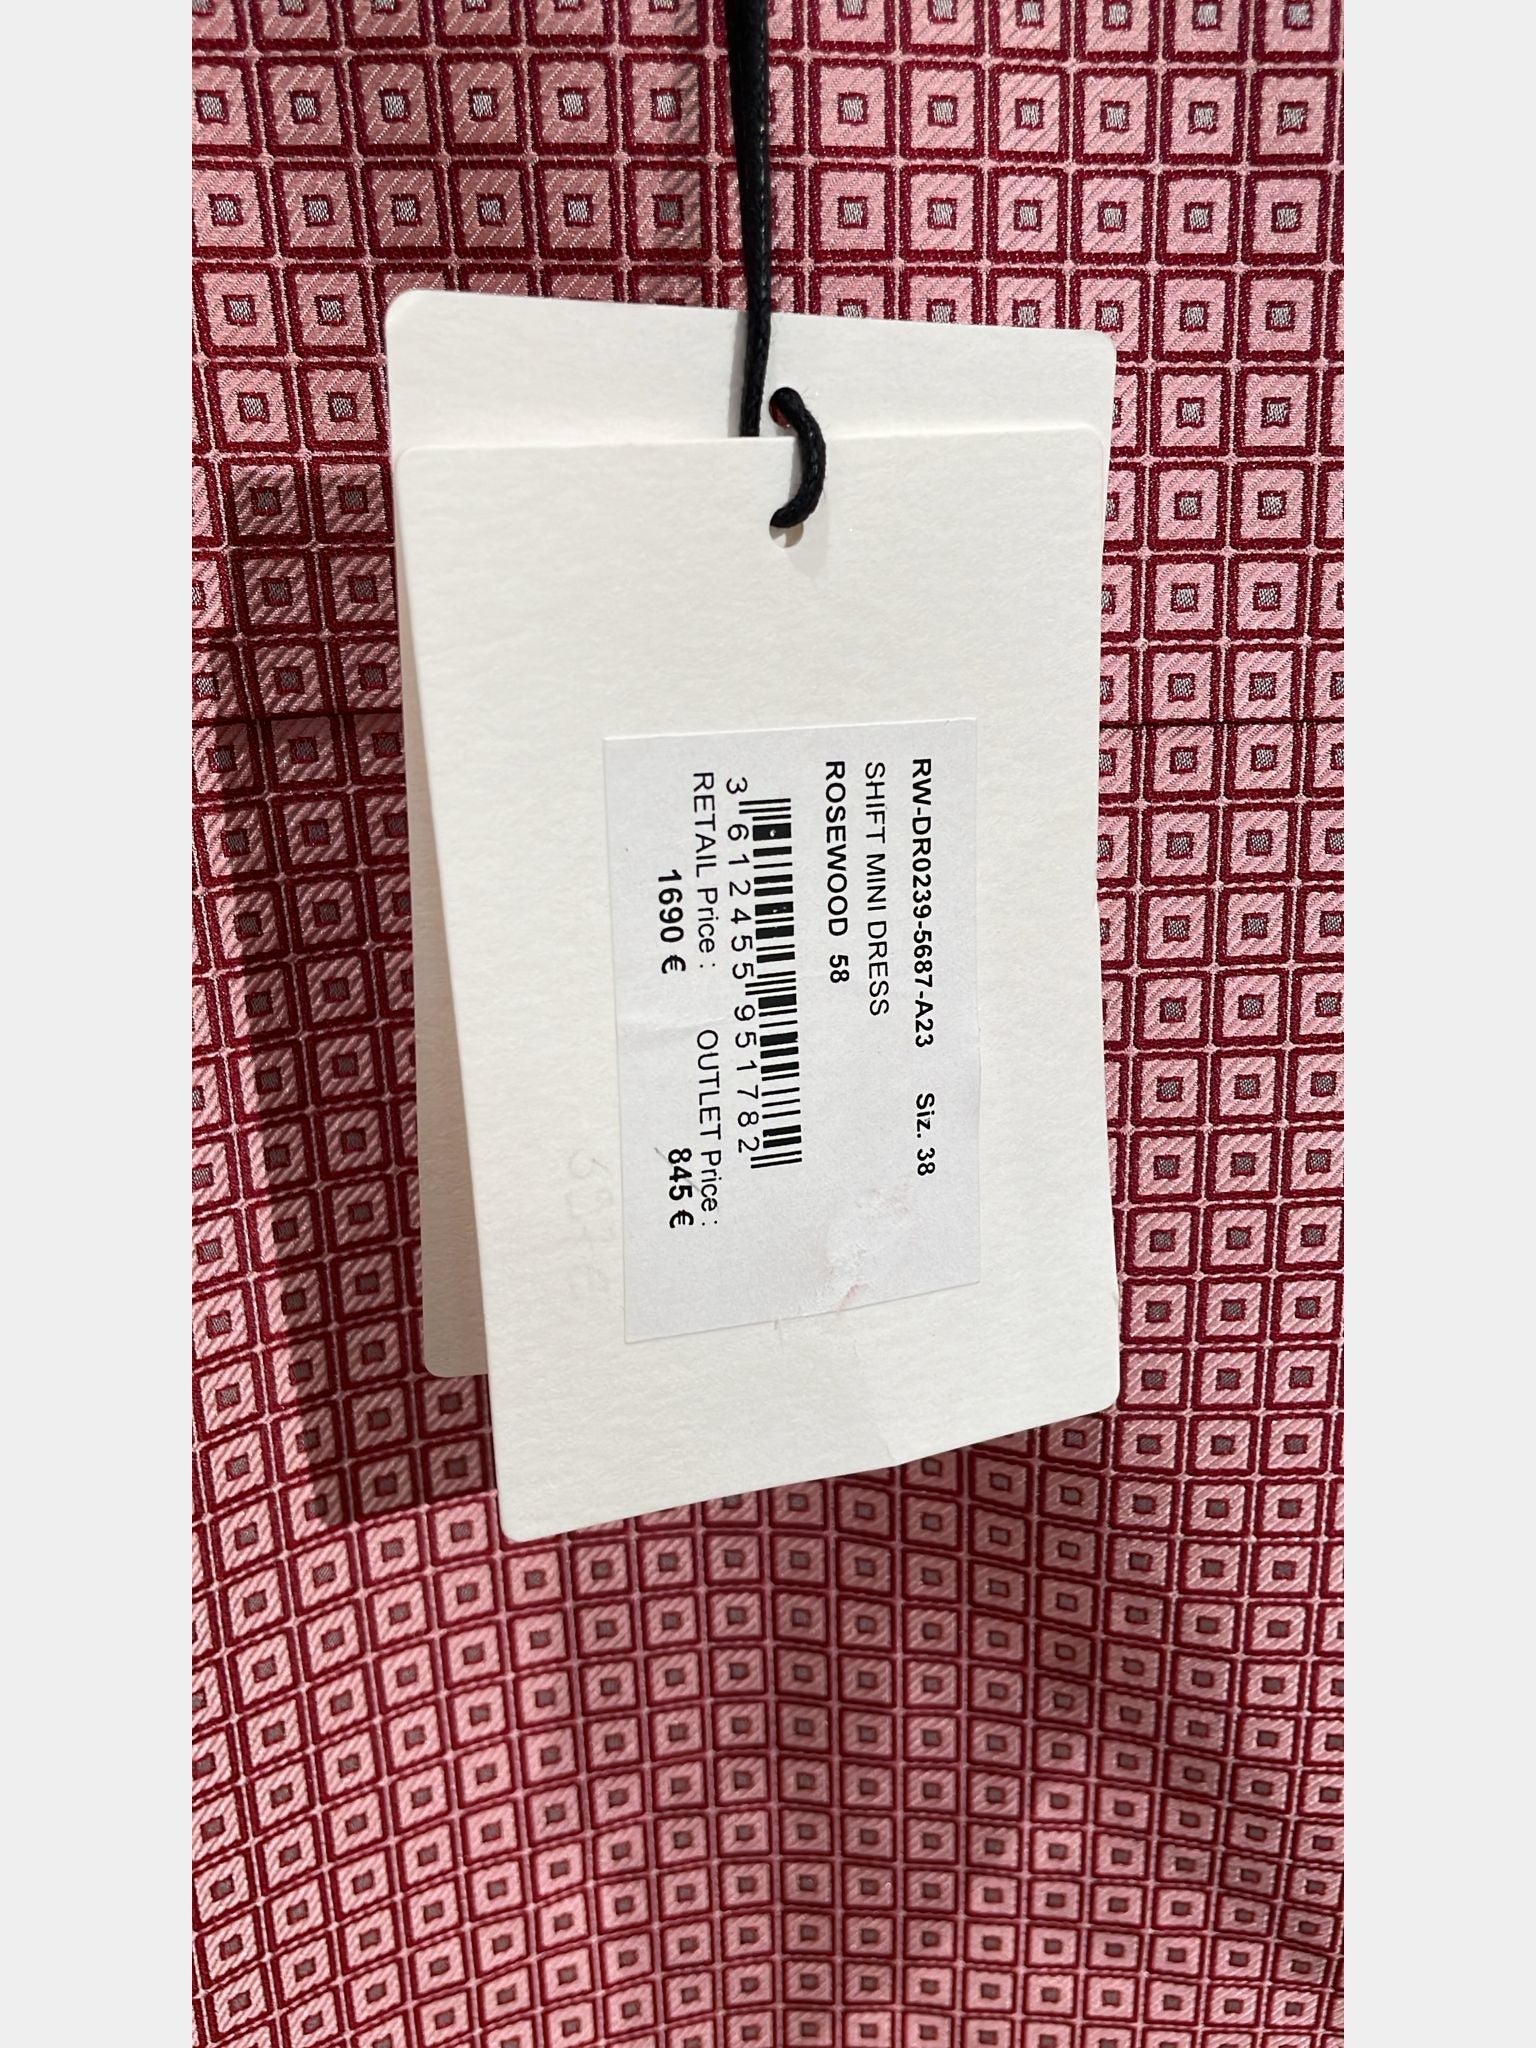 RW-DR0239-5687-A23 Siz. 38
SHIFT MINI DRESS
ROSEWOOD 58
3 612455 951782
RETAIL Price : OUTLET Price :
1690 € 845 €